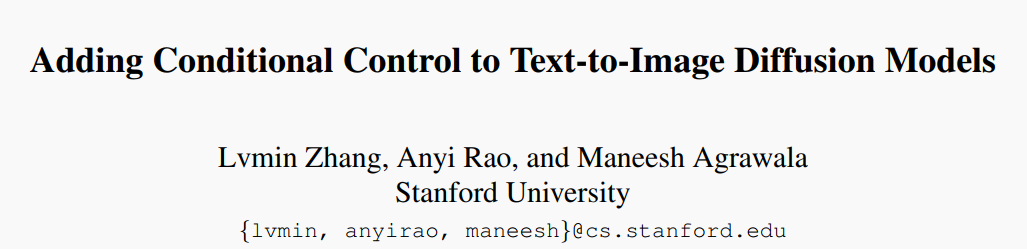 Adding Conditional Control to Text-to-Image Diffusion Models
Lvmin Zhang, Anyi Rao, and Maneesh Agrawala
Stanford University
{lvmin, anyirao, maneesh}@cs.stanford.edu